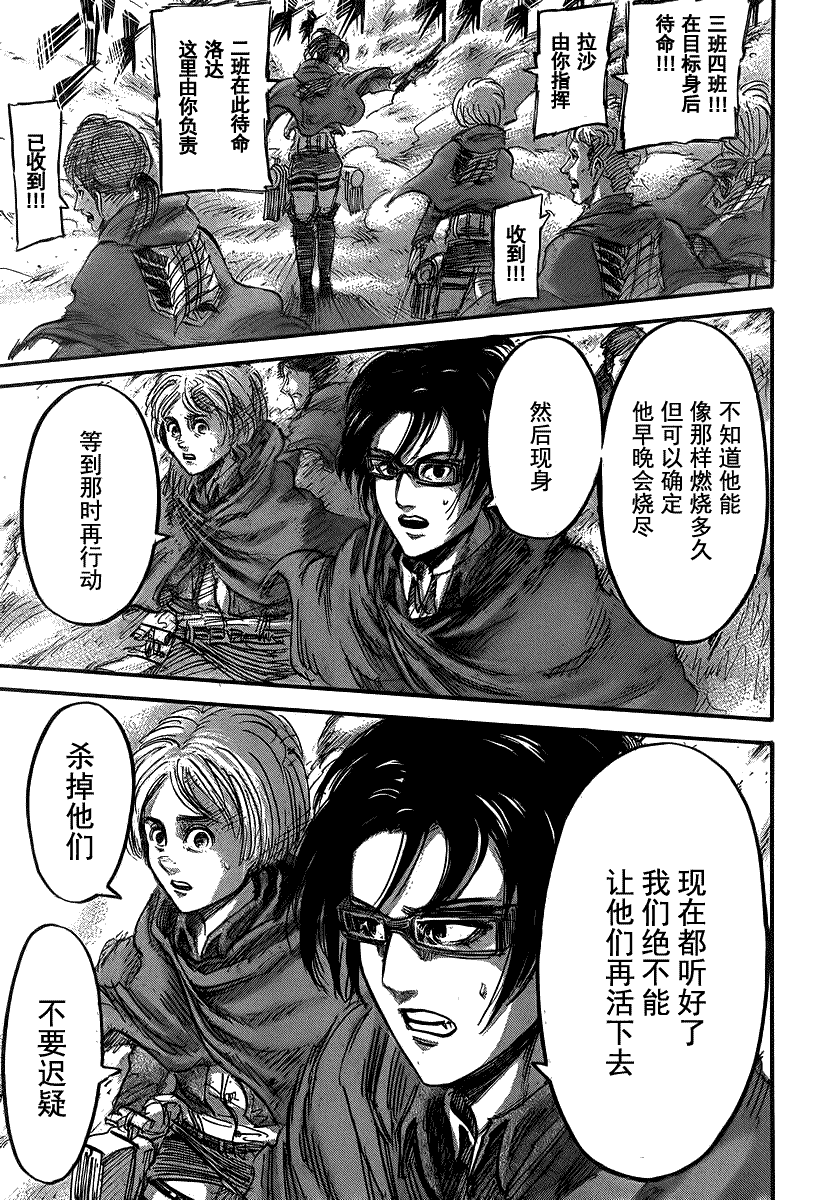 三班四班!!!
在目标身后
待命!!!
拉沙
由你指挥
收到!!!
二班在此待命
洛达
这里由你负责
已收到!!!
不知道他能
像那样燃烧多久
但可以确定
他早晚会烧尽
然后现身
等到那时再行动
现在都听好了
我们绝不能
让他们再活下去
杀掉他们
不要迟疑